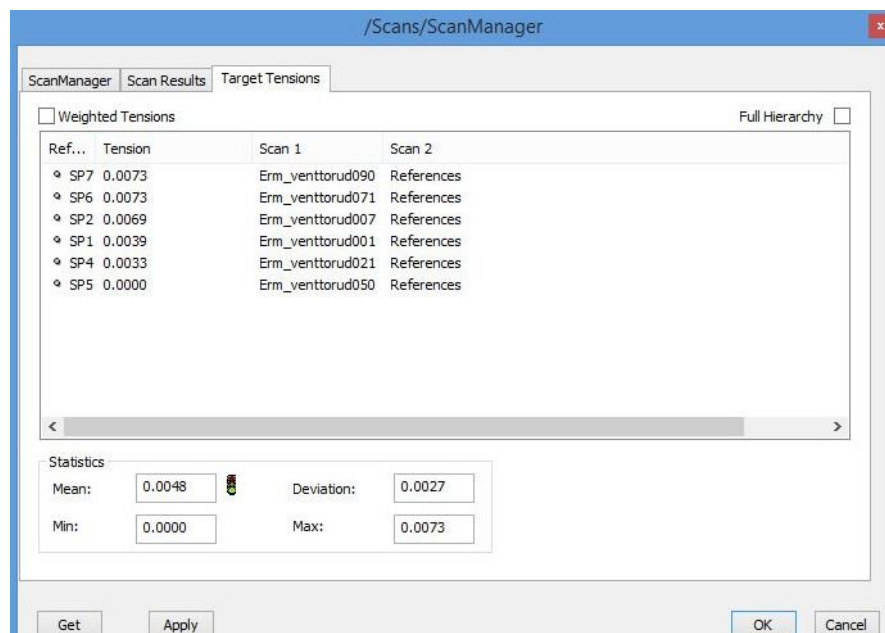 /Scans/ScanManager
x
ScanManager Scan Results Target Tensions
Weighted Tensions Full Hierarchy
Ref... Tension Scan 1 Scan 2
SP7 0.0073 Erm_venttorud090 References
SP6 0.0073 Erm_venttorud071 References
SP2 0.0069 Erm_venttorud007 References
SP1 0.0039 Erm_venttorud001 References
SP4 0.0033 Erm_venttorud021 References
SP5 0.0000 Erm_venttorud050 References
Statistics
Mean: 0.0048 Deviation: 0.0027
Min: 0.0000 Max: 0.0073
Get Apply OK Cancel